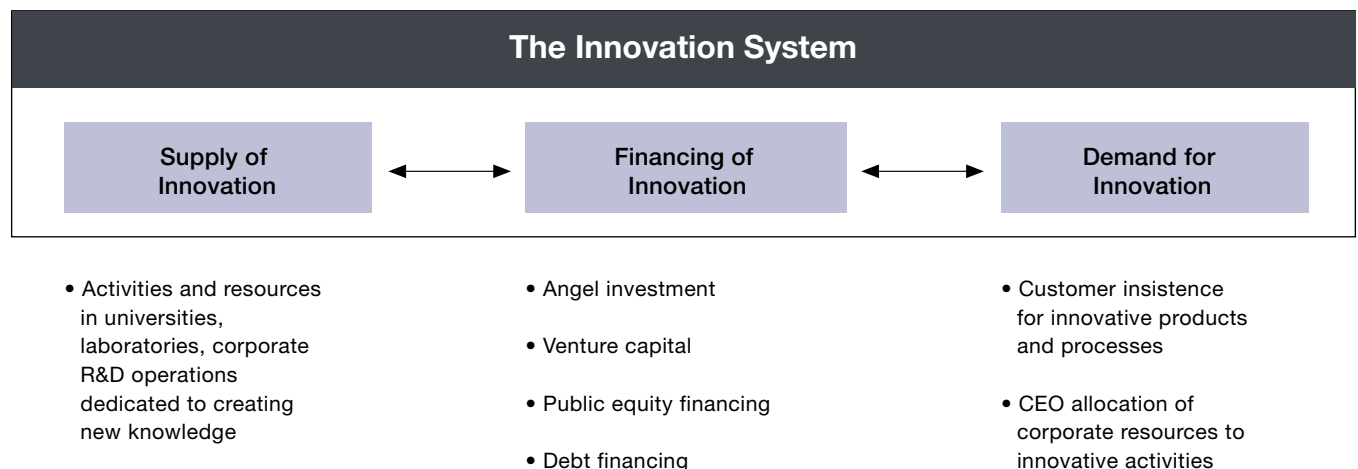 The Innovation System
Supply of
Innovation
Financing of
Innovation
Demand for
Innovation
• Activities and resources
in universities,
laboratories, corporate
R&D operations
dedicated to creating
new knowledge
• Angel investment
• Venture capital
• Public equity financing
• Debt financing
• Customer insistence
for innovative products
and processes
• CEO allocation of
corporate resources to
innovative activities